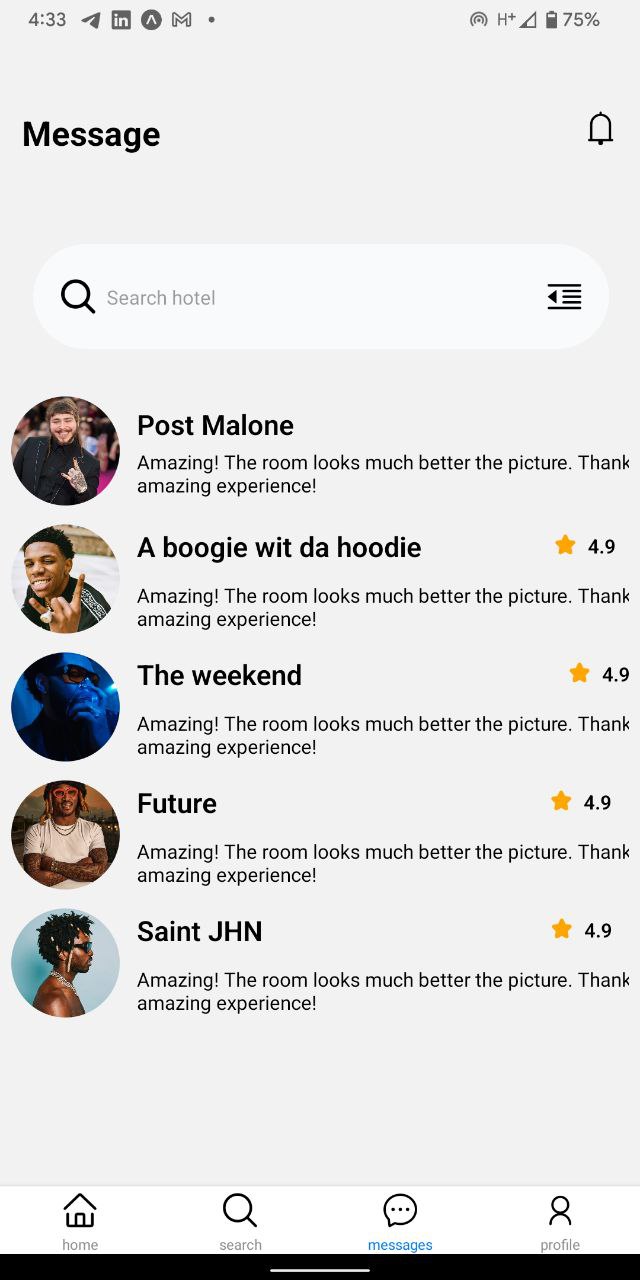 4:33
H+ 75%
Message
Search hotel
Post Malone
Amazing! The room looks much better the picture. Thank
amazing experience!
A boogie wit da hoodie 4.9
Amazing! The room looks much better the picture. Thank
amazing experience!
The weekend 4.9
Amazing! The room looks much better the picture. Thank
amazing experience!
Future 4.9
Amazing! The room looks much better the picture. Thank
amazing experience!
Saint JHN 4.9
Amazing! The room looks much better the picture. Thank
amazing experience!
home search messages profile